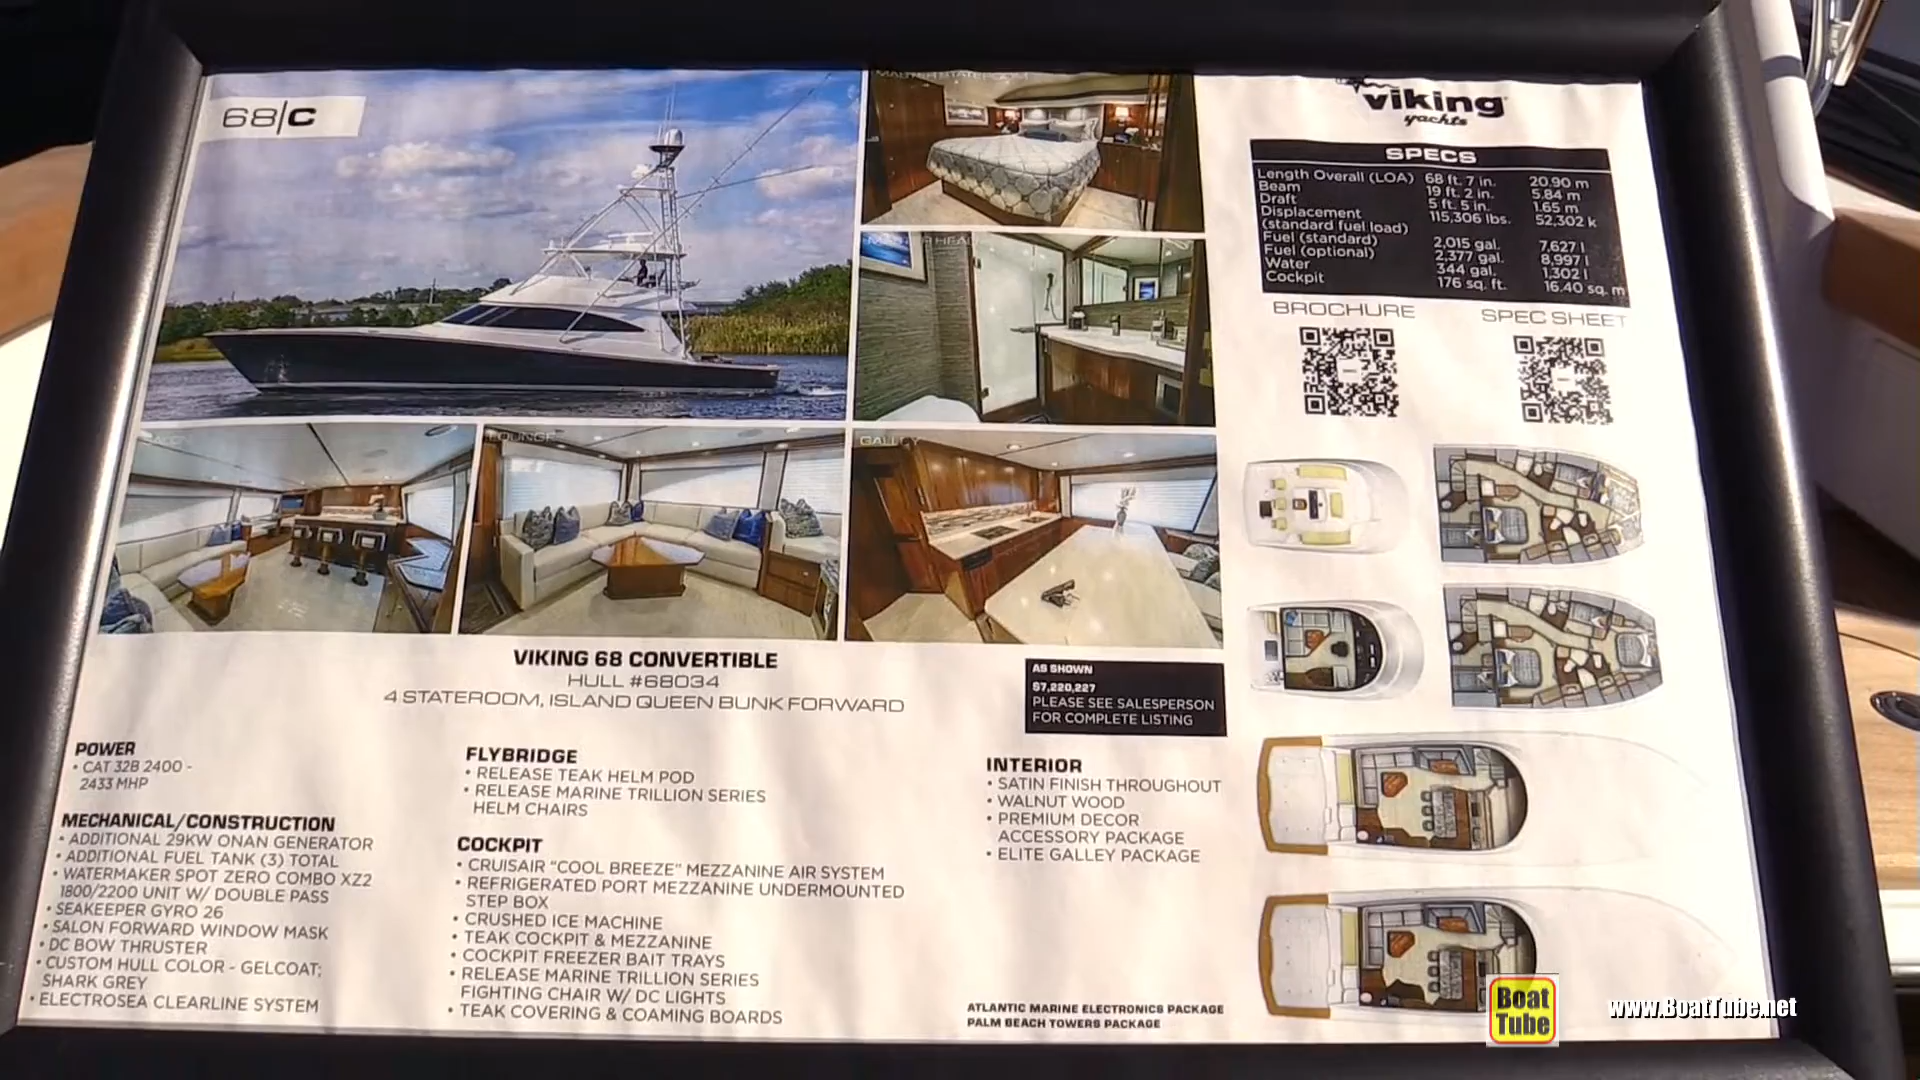 68|C
MASTER STATEROOM
viking
yachts
SPECS
Length Overall (LOA) 68 ft. 7 in. 20.90 m
Beam 19 ft. 2 in. 5.84 m
Draft 5 ft. 5 in. 1.65 m
Displacement 115,306 lbs. 52,302 k
(standard fuel load)
Fuel (standard) 2,015 gal. 7,627 l
Fuel (optional) 2,377 gal. 8,997 l
Water 344 gal. 1,302 l
Cockpit 176 sq. ft. 16.40 sq. m
BROCHURE SPEC SHEET
LOUNGE
GALLEY
VIKING 68 CONVERTIBLE
HULL #68034
4 STATEROOM, ISLAND QUEEN BUNK FORWARD
AS SHOWN
$7,220,227
PLEASE SEE SALESPERSON
FOR COMPLETE LISTING
POWER
• CAT 32B 2400 -
2433 MHP
MECHANICAL/CONSTRUCTION
• ADDITIONAL 29KW ONAN GENERATOR
• ADDITIONAL FUEL TANK (3) TOTAL
• WATERMAKER SPOT ZERO COMBO XZ2
1800/2200 UNIT W/ DOUBLE PASS
• SEAKEEPER GYRO 26
• SALON FORWARD WINDOW MASK
• DC BOW THRUSTER
• CUSTOM HULL COLOR - GELCOAT:
SHARK GREY
• ELECTROSEA CLEARLINE SYSTEM
FLYBRIDGE
• RELEASE TEAK HELM POD
• RELEASE MARINE TRILLION SERIES
HELM CHAIRS
COCKPIT
• CRUISAIR “COOL BREEZE” MEZZANINE AIR SYSTEM
• REFRIGERATED PORT MEZZANINE UNDERMOUNTED
STEP BOX
• CRUSHED ICE MACHINE
• TEAK COCKPIT & MEZZANINE
• COCKPIT FREEZER BAIT TRAYS
• RELEASE MARINE TRILLION SERIES
FIGHTING CHAIR W/ DC LIGHTS
• TEAK COVERING & COAMING BOARDS
INTERIOR
• SATIN FINISH THROUGHOUT
• WALNUT WOOD
• PREMIUM DECOR
ACCESSORY PACKAGE
• ELITE GALLEY PACKAGE
ATLANTIC MARINE ELECTRONICS PACKAGE
PALM BEACH TOWERS PACKAGE
Boat
Tube
www.BoatTube.net